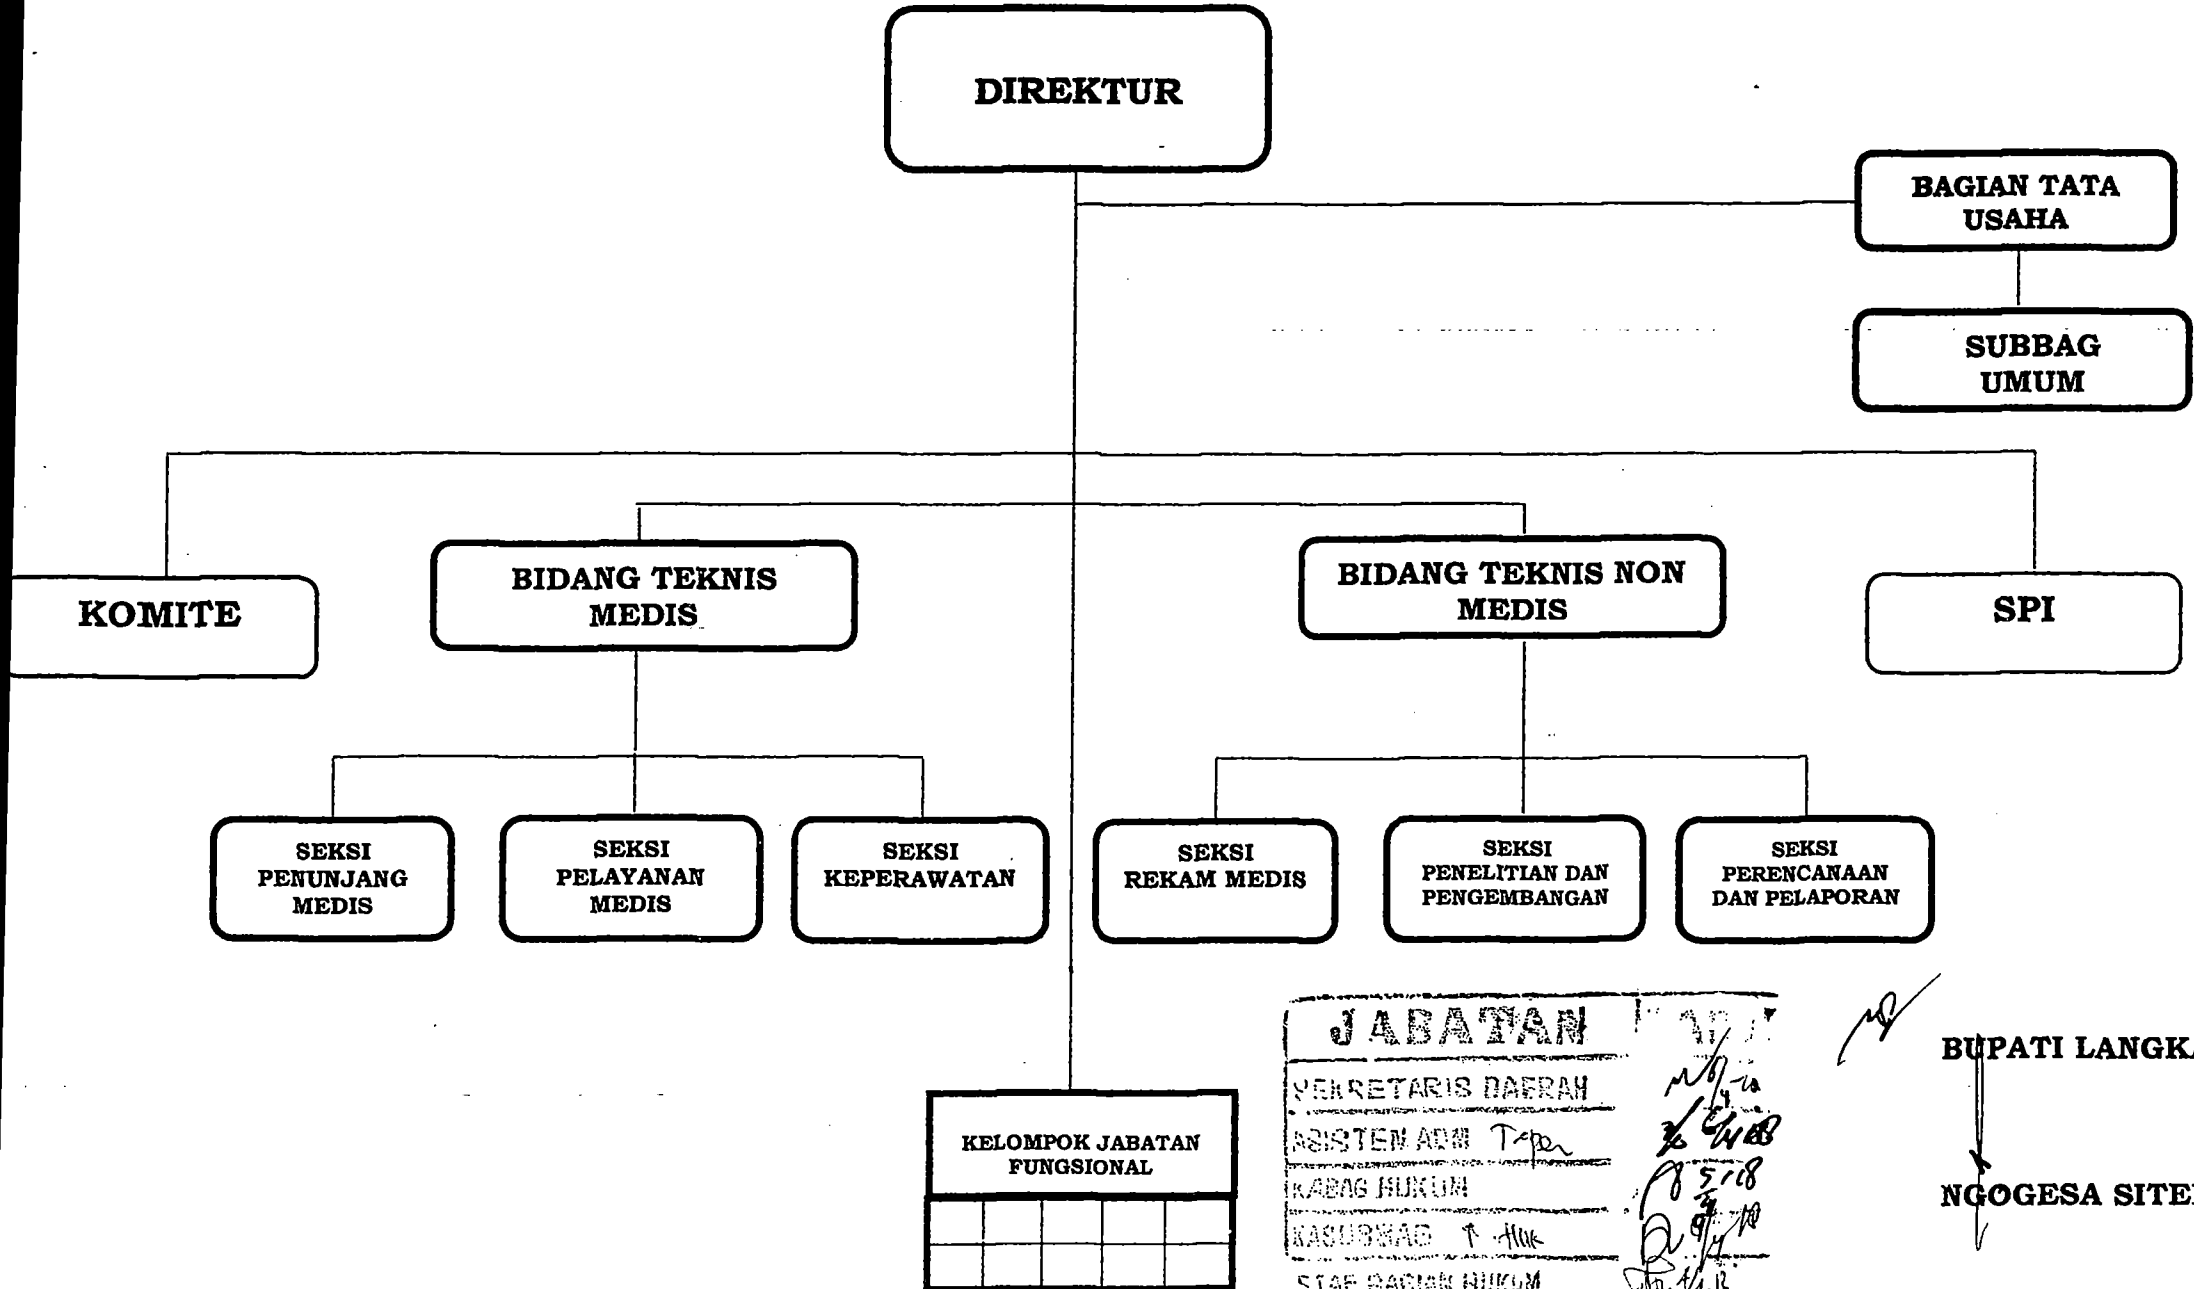 DIREKTUR
BAGIAN TATA
USAHA
SUBBAG
UMUM
KOMITE
BIDANG TEKNIS
MEDIS
BIDANG TEKNIS NON
MEDIS
SPI
SEKSI
PENUNJANG
MEDIS
SEKSI
PELAYANAN
MEDIS
SEKSI
KEPERAWATAN
SEKSI
REKAM MEDIS
SEKSI
PENELITIAN DAN
PENGEMBANGAN
SEKSI
PERENCANAAN
DAN PELAPORAN
KELOMPOK JABATAN
FUNGSIONAL
JABATAN
SEKRETARIS DAERAH
ASISTEN ADM
KABAG HUKUM
KASUBBAG
STAF BAGIAN HUKUM
BUPATI LANGKA
NGOGESA SITE